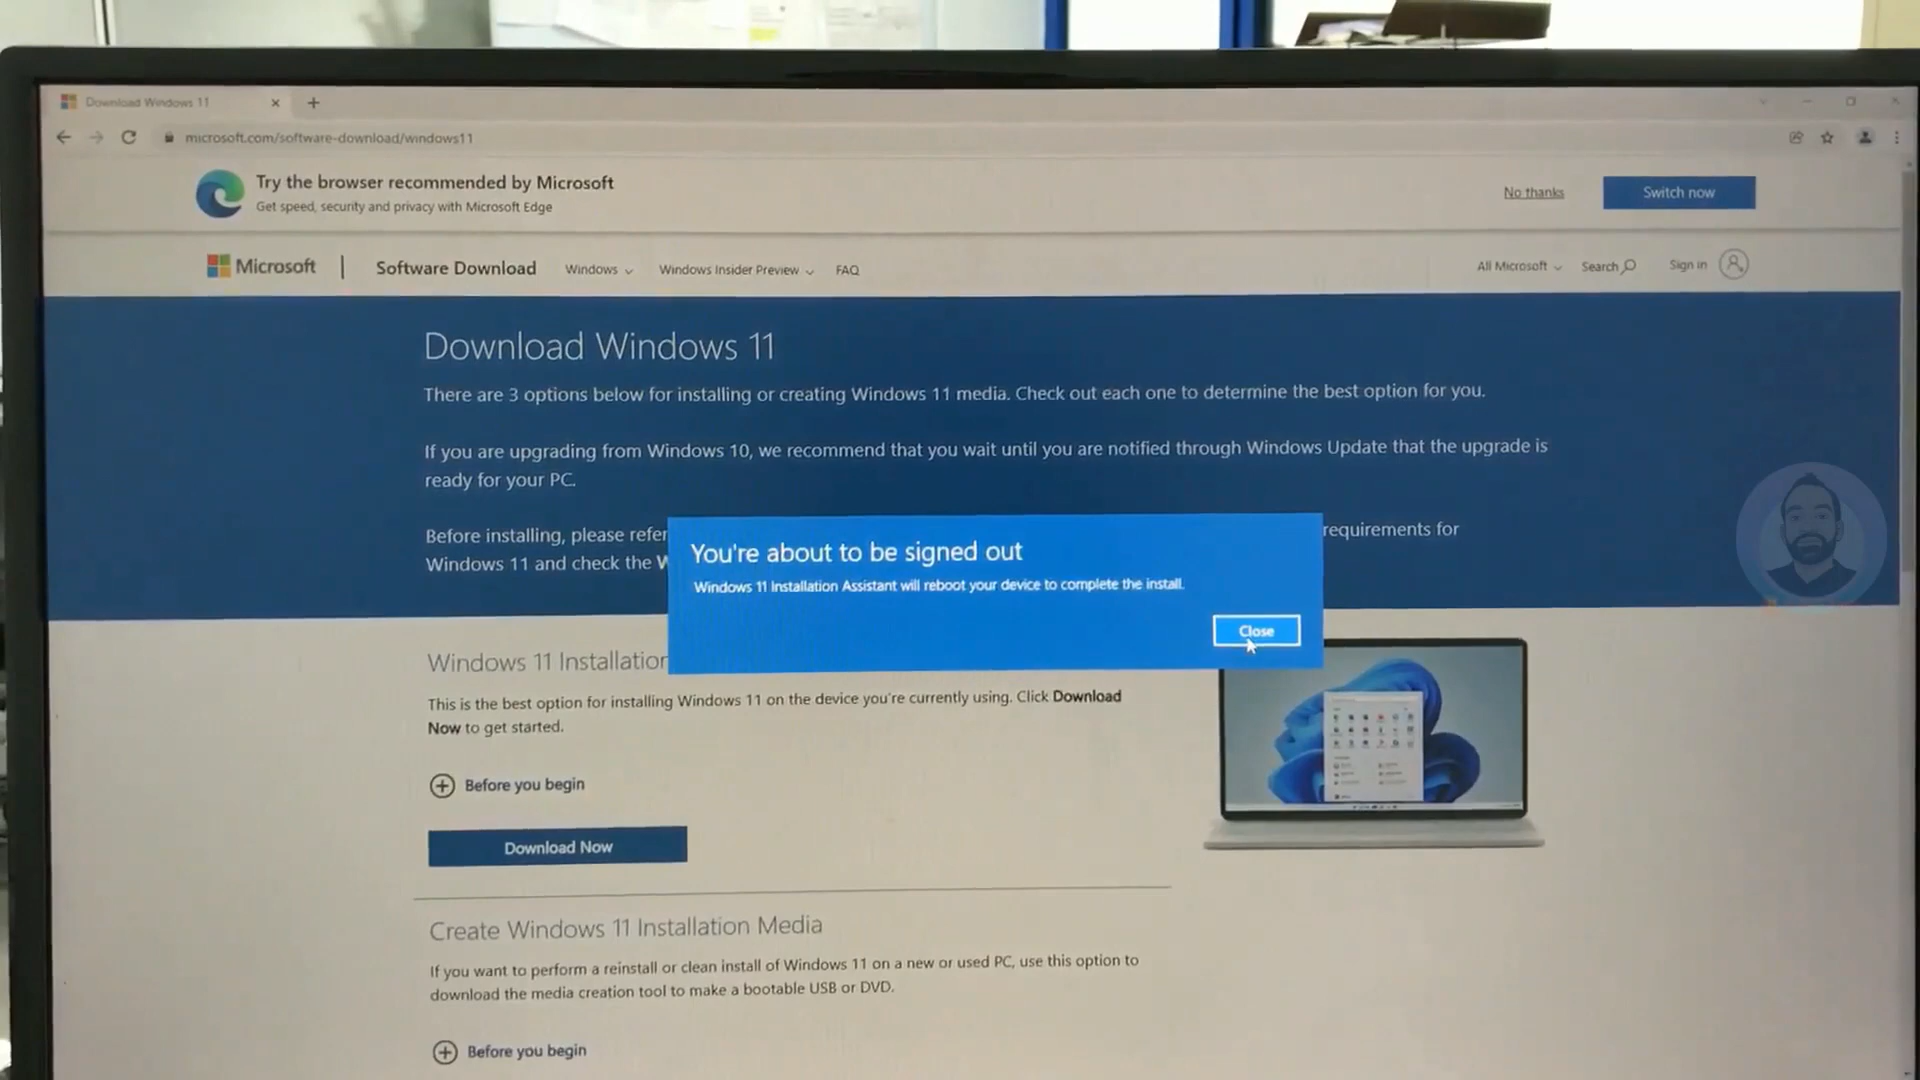 Download Windows 11
microsoft.com/software-download/windows11
Try the browser recommended by Microsoft
Get speed, security and privacy with Microsoft Edge
No thanks
Switch now
Microsoft
Software Download
Windows
Windows Insider Preview
FAQ
All Microsoft
Search
Sign in
Download Windows 11
There are 3 options below for installing or creating Windows 11 media. Check out each one to determine the best option for you.
If you are upgrading from Windows 10, we recommend that you wait until you are notified through Windows Update that the upgrade is
ready for your PC.
Before installing, please refer requirements for
Windows 11 and check the W
You're about to be signed out
Windows 11 Installation Assistant will reboot your device to complete the install.
Close
Windows 11 Installation
This is the best option for installing Windows 11 on the device you're currently using. Click Download
Now to get started.
Before you begin
Download Now
Create Windows 11 Installation Media
If you want to perform a reinstall or clean install of Windows 11 on a new or used PC, use this option to
download the media creation tool to make a bootable USB or DVD.
Before you begin